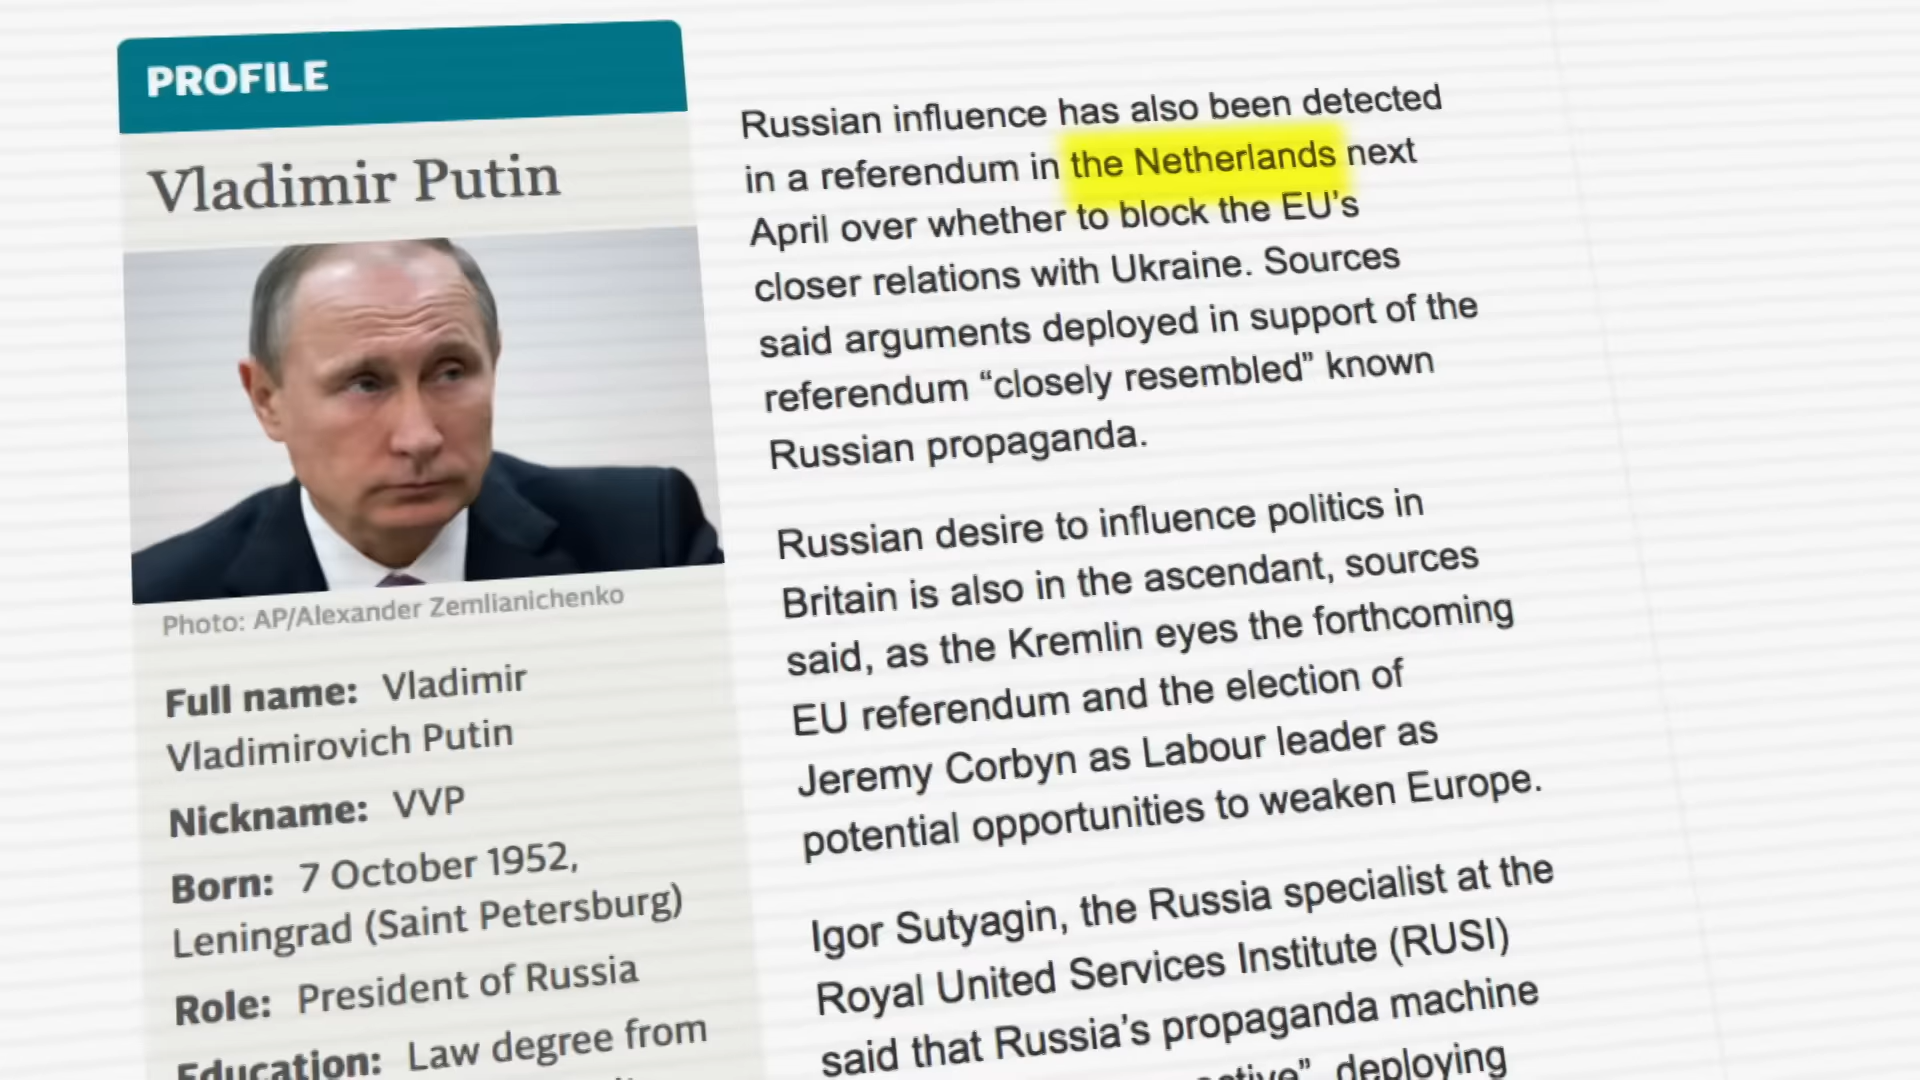 PROFILE
Vladimir Putin
Photo: AP/Alexander Zemlianichenko
Full name: Vladimir
Vladimirovich Putin
Nickname: VVP
Born: 7 October 1952,
Leningrad (Saint Petersburg)
Role: President of Russia
Education: Law degree from
Russian influence has also been detected
in a referendum in the Netherlands next
April over whether to block the EU’s
closer relations with Ukraine. Sources
said arguments deployed in support of the
referendum “closely resembled” known
Russian propaganda.
Russian desire to influence politics in
Britain is also in the ascendant, sources
said, as the Kremlin eyes the forthcoming
EU referendum and the election of
Jeremy Corbyn as Labour leader as
potential opportunities to weaken Europe.
Igor Sutyagin, the Russia specialist at the
Royal United Services Institute (RUSI)
said that Russia’s propaganda machine
deploying